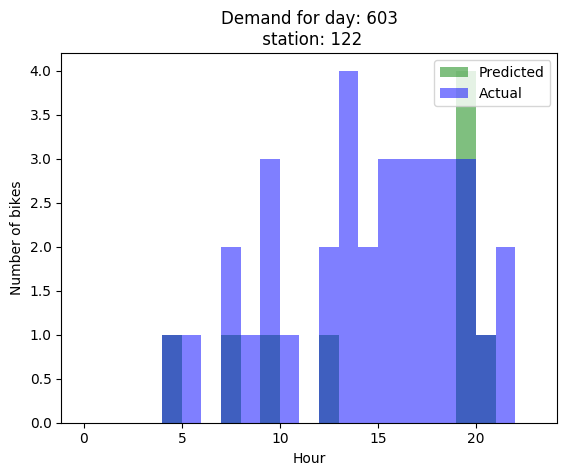 Demand for day: 603
station: 122
Predicted
Actual
4.0
3.5
3.0
2.5
2.0
1.5
1.0
0.5
0.0
Number of bikes
0 5 10 15 20
Hour